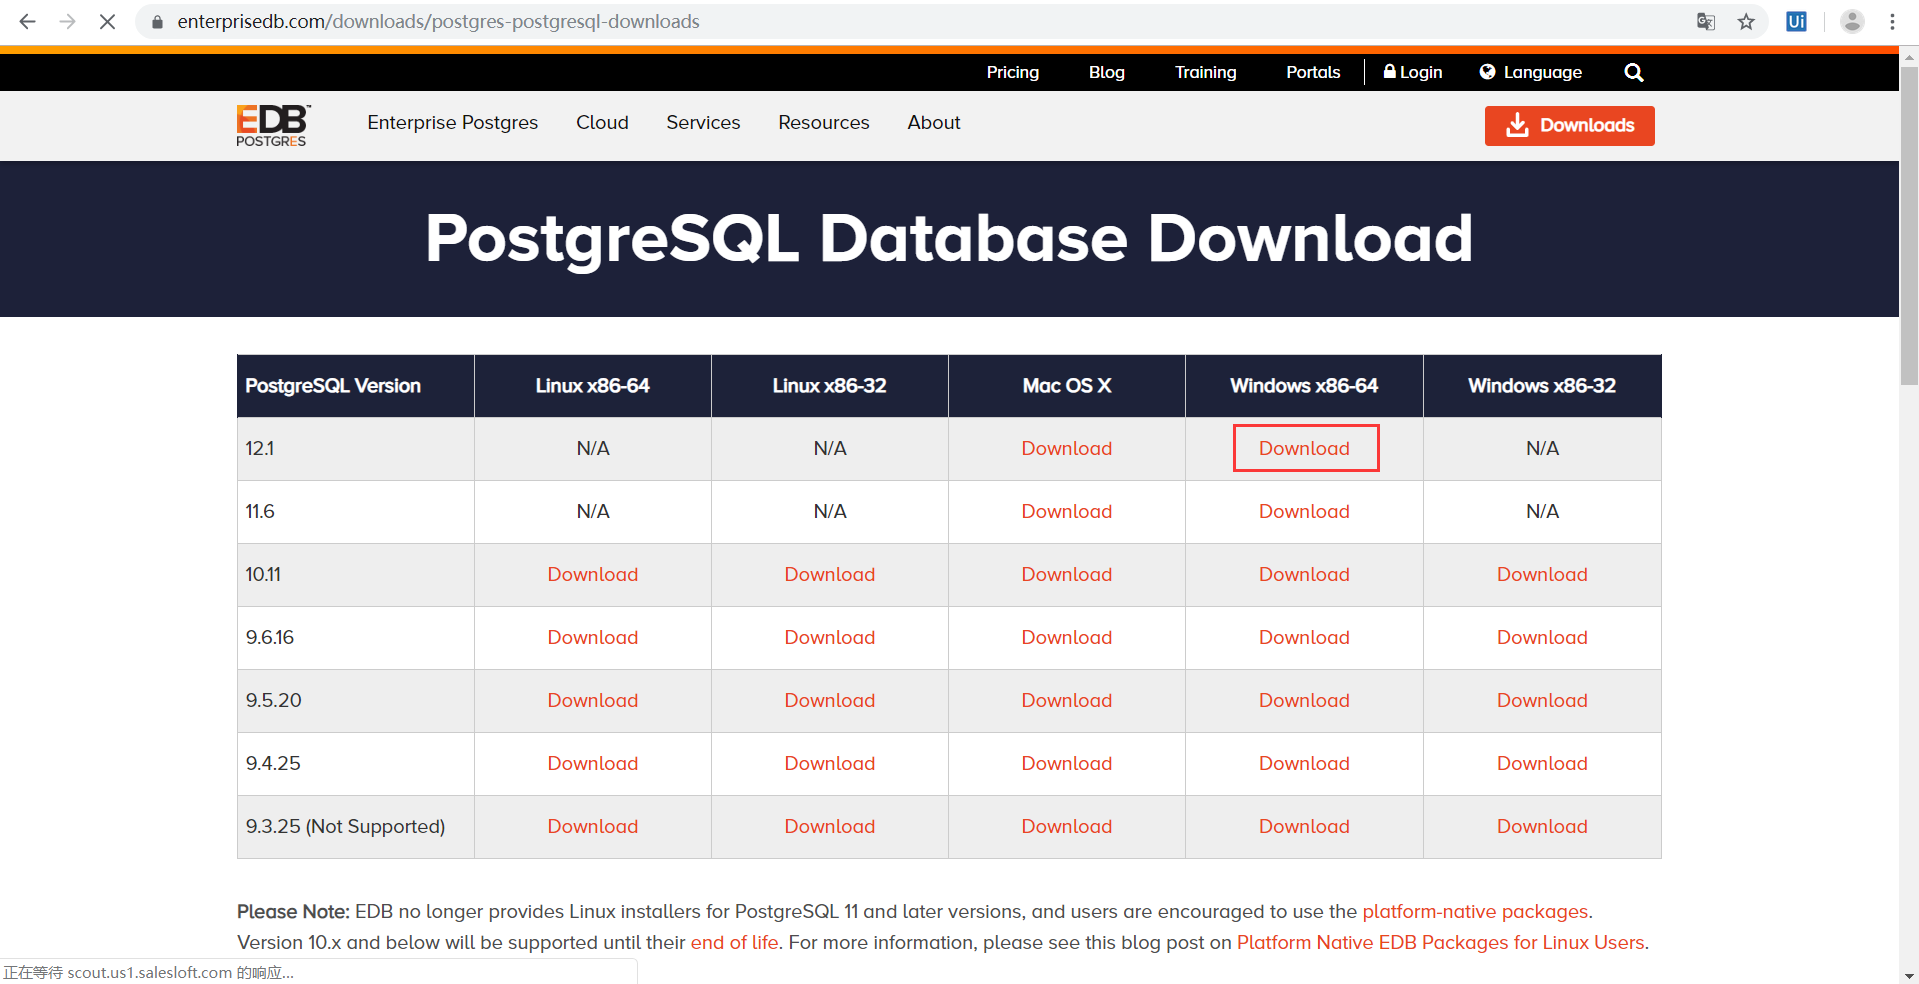 enterprisedb.com/downloads/postgres-postgresql-downloads
Ui
Pricing Blog Training Portals Login Language
EDB™
POSTGRES
Enterprise Postgres Cloud Services Resources About
Downloads
PostgreSQL Database Download
PostgreSQL Version Linux x86-64 Linux x86-32 Mac OS X Windows x86-64 Windows x86-32
12.1 N/A N/A Download Download N/A
11.6 N/A N/A Download Download N/A
10.11 Download Download Download Download Download
9.6.16 Download Download Download Download Download
9.5.20 Download Download Download Download Download
9.4.25 Download Download Download Download Download
9.3.25 (Not Supported) Download Download Download Download Download
Please Note: EDB no longer provides Linux installers for PostgreSQL 11 and later versions, and users are encouraged to use the platform-native packages.
Version 10.x and below will be supported until their end of life. For more information, please see this blog post on Platform Native EDB Packages for Linux Users.
正在等待 scout.us1.salesloft.com 的响应...